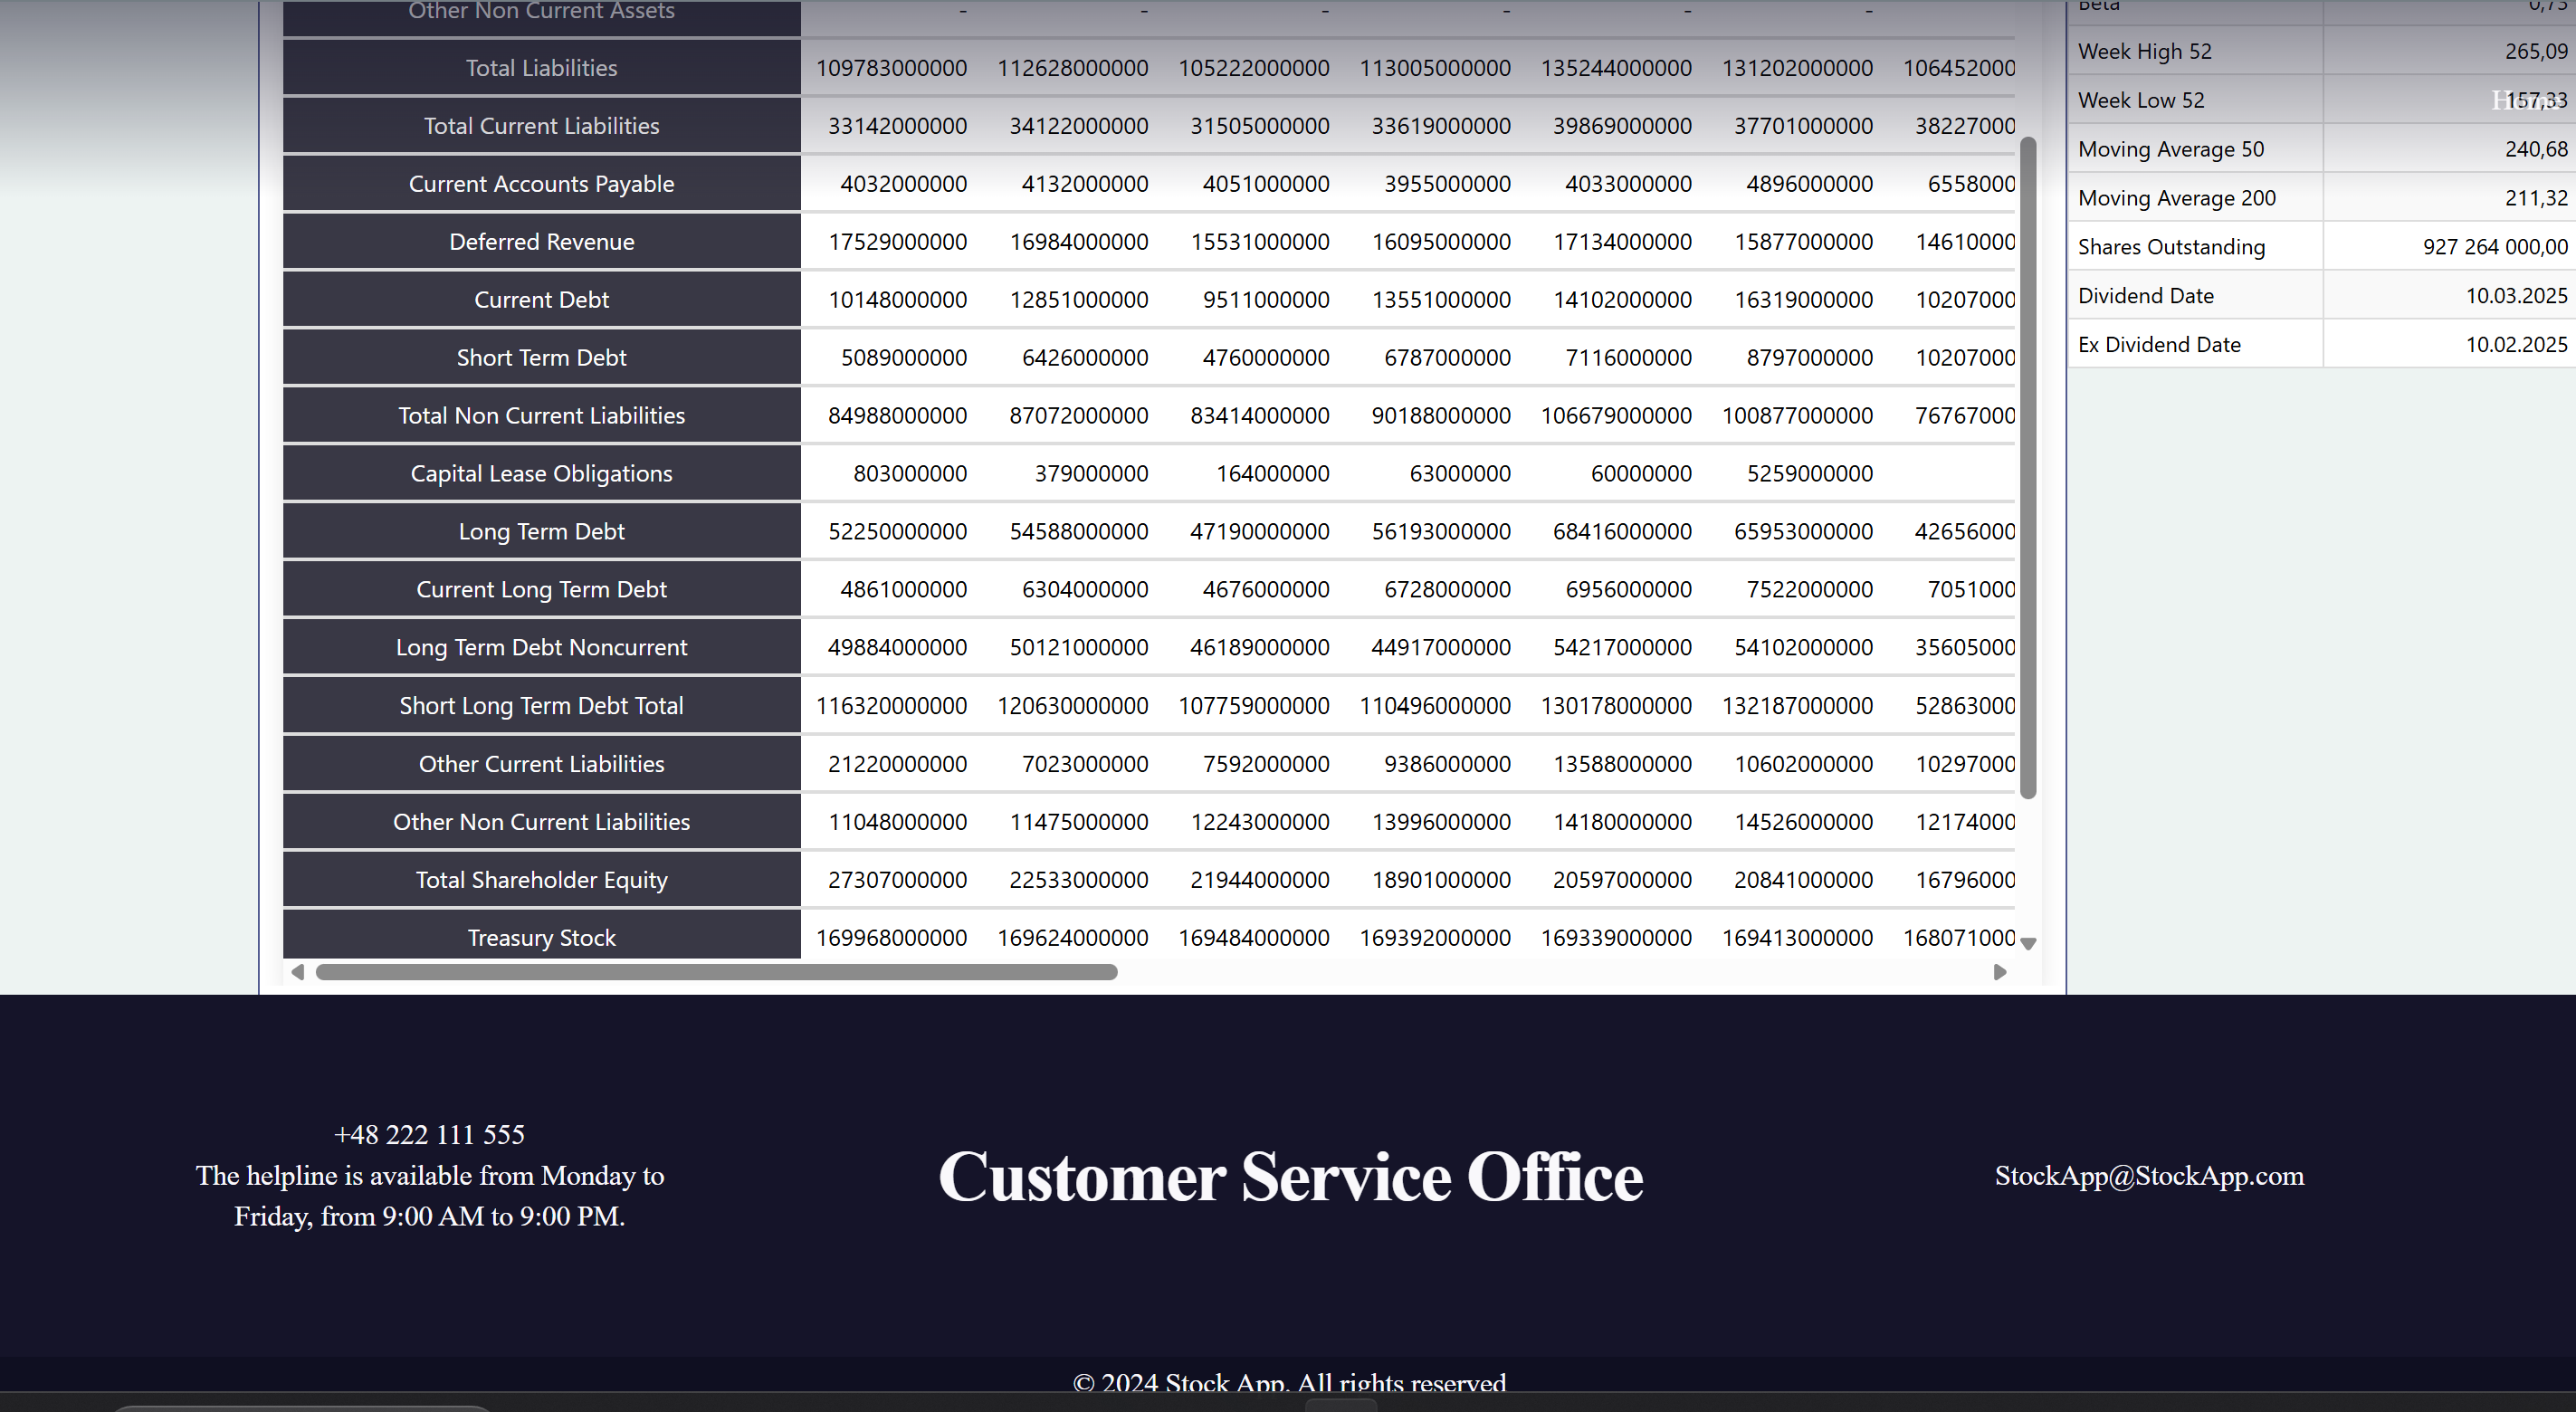 Other Non Current Assets - - - - - -
Total Liabilities 109783000000 112628000000 105222000000 113005000000 135244000000 131202000000 106452000
Total Current Liabilities 33142000000 34122000000 31505000000 33619000000 39869000000 37701000000 38227000
Current Accounts Payable 4032000000 4132000000 4051000000 3955000000 4033000000 4896000000 6558000
Deferred Revenue 17529000000 16984000000 15531000000 16095000000 17134000000 15877000000 14610000
Current Debt 10148000000 12851000000 9511000000 13551000000 14102000000 16319000000 10207000
Short Term Debt 5089000000 6426000000 4760000000 6787000000 7116000000 8797000000 10207000
Total Non Current Liabilities 84988000000 87072000000 83414000000 90188000000 106679000000 100877000000 76767000
Capital Lease Obligations 803000000 379000000 164000000 63000000 60000000 5259000000
Long Term Debt 52250000000 54588000000 47190000000 56193000000 68416000000 65953000000 42656000
Current Long Term Debt 4861000000 6304000000 4676000000 6728000000 6956000000 7522000000 7051000
Long Term Debt Noncurrent 49884000000 50121000000 46189000000 44917000000 54217000000 54102000000 35605000
Short Long Term Debt Total 116320000000 120630000000 107759000000 110496000000 130178000000 132187000000 52863000
Other Current Liabilities 21220000000 7023000000 7592000000 9386000000 13588000000 10602000000 10297000
Other Non Current Liabilities 11048000000 11475000000 12243000000 13996000000 14180000000 14526000000 12174000
Total Shareholder Equity 27307000000 22533000000 21944000000 18901000000 20597000000 20841000000 16796000
Treasury Stock 169968000000 169624000000 169484000000 169392000000 169339000000 169413000000 168071000
Beta 0,73
Week High 52 265,09
Week Low 52 157,33
Home
Moving Average 50 240,68
Moving Average 200 211,32
Shares Outstanding 927 264 000,00
Dividend Date 10.03.2025
Ex Dividend Date 10.02.2025
+48 222 111 555
The helpline is available from Monday to
Friday, from 9:00 AM to 9:00 PM.
Customer Service Office
StockApp@StockApp.com
© 2024 Stock App. All rights reserved